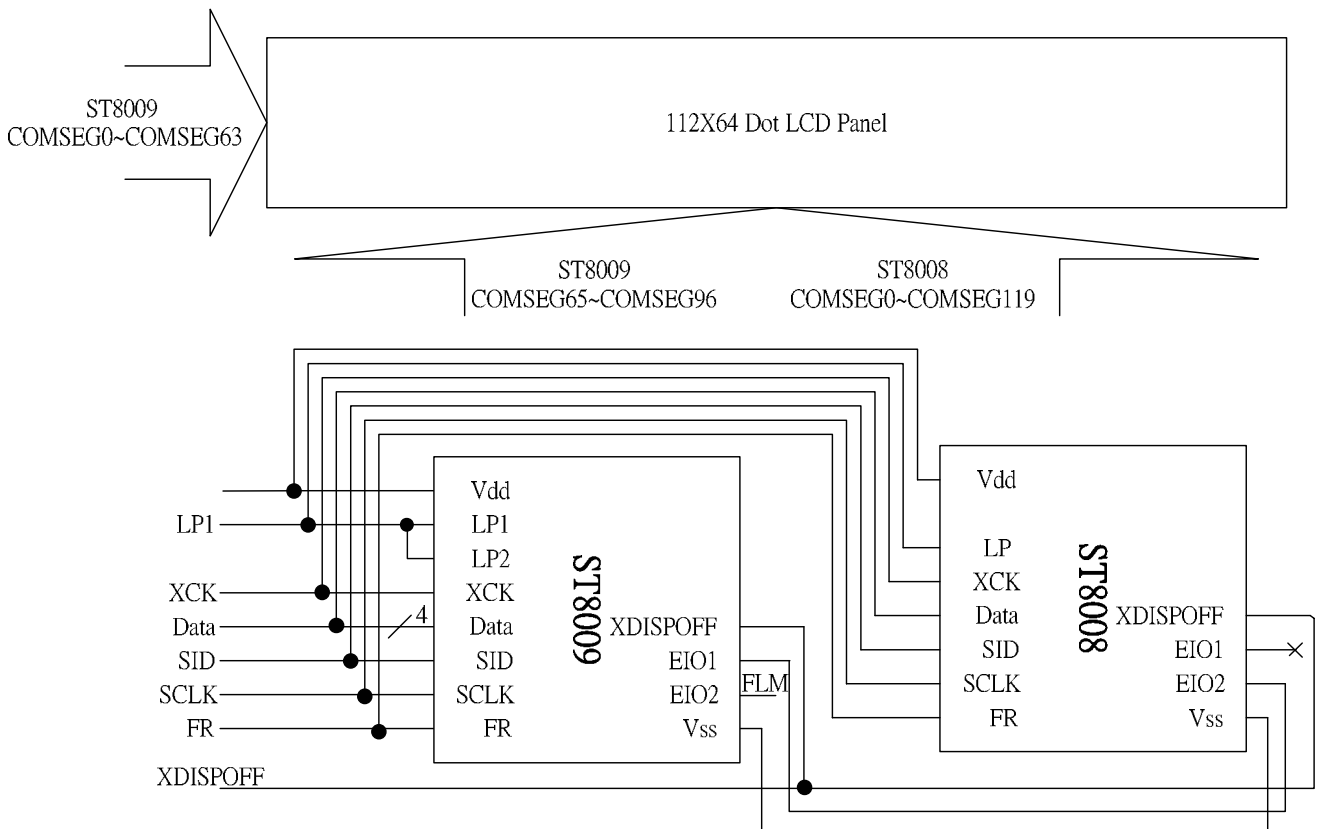 ST8009
COMSEG0~COMSEG63
112X64 Dot LCD Panel
ST8009
COMSEG65~COMSEG96
ST8008
COMSEG0~COMSEG119
LP1
XCK
Data
SID
SCLK
FR
XDISPOFF
4
Vdd
LP1
LP2
XCK
Data
SID
SCLK
FR
ST8009
XDISPOFF
EIO1
EIO2
Vss
FLM
Vdd
LP
XCK
Data
SID
SCLK
FR
ST8008
XDISPOFF
EIO1
EIO2
Vss